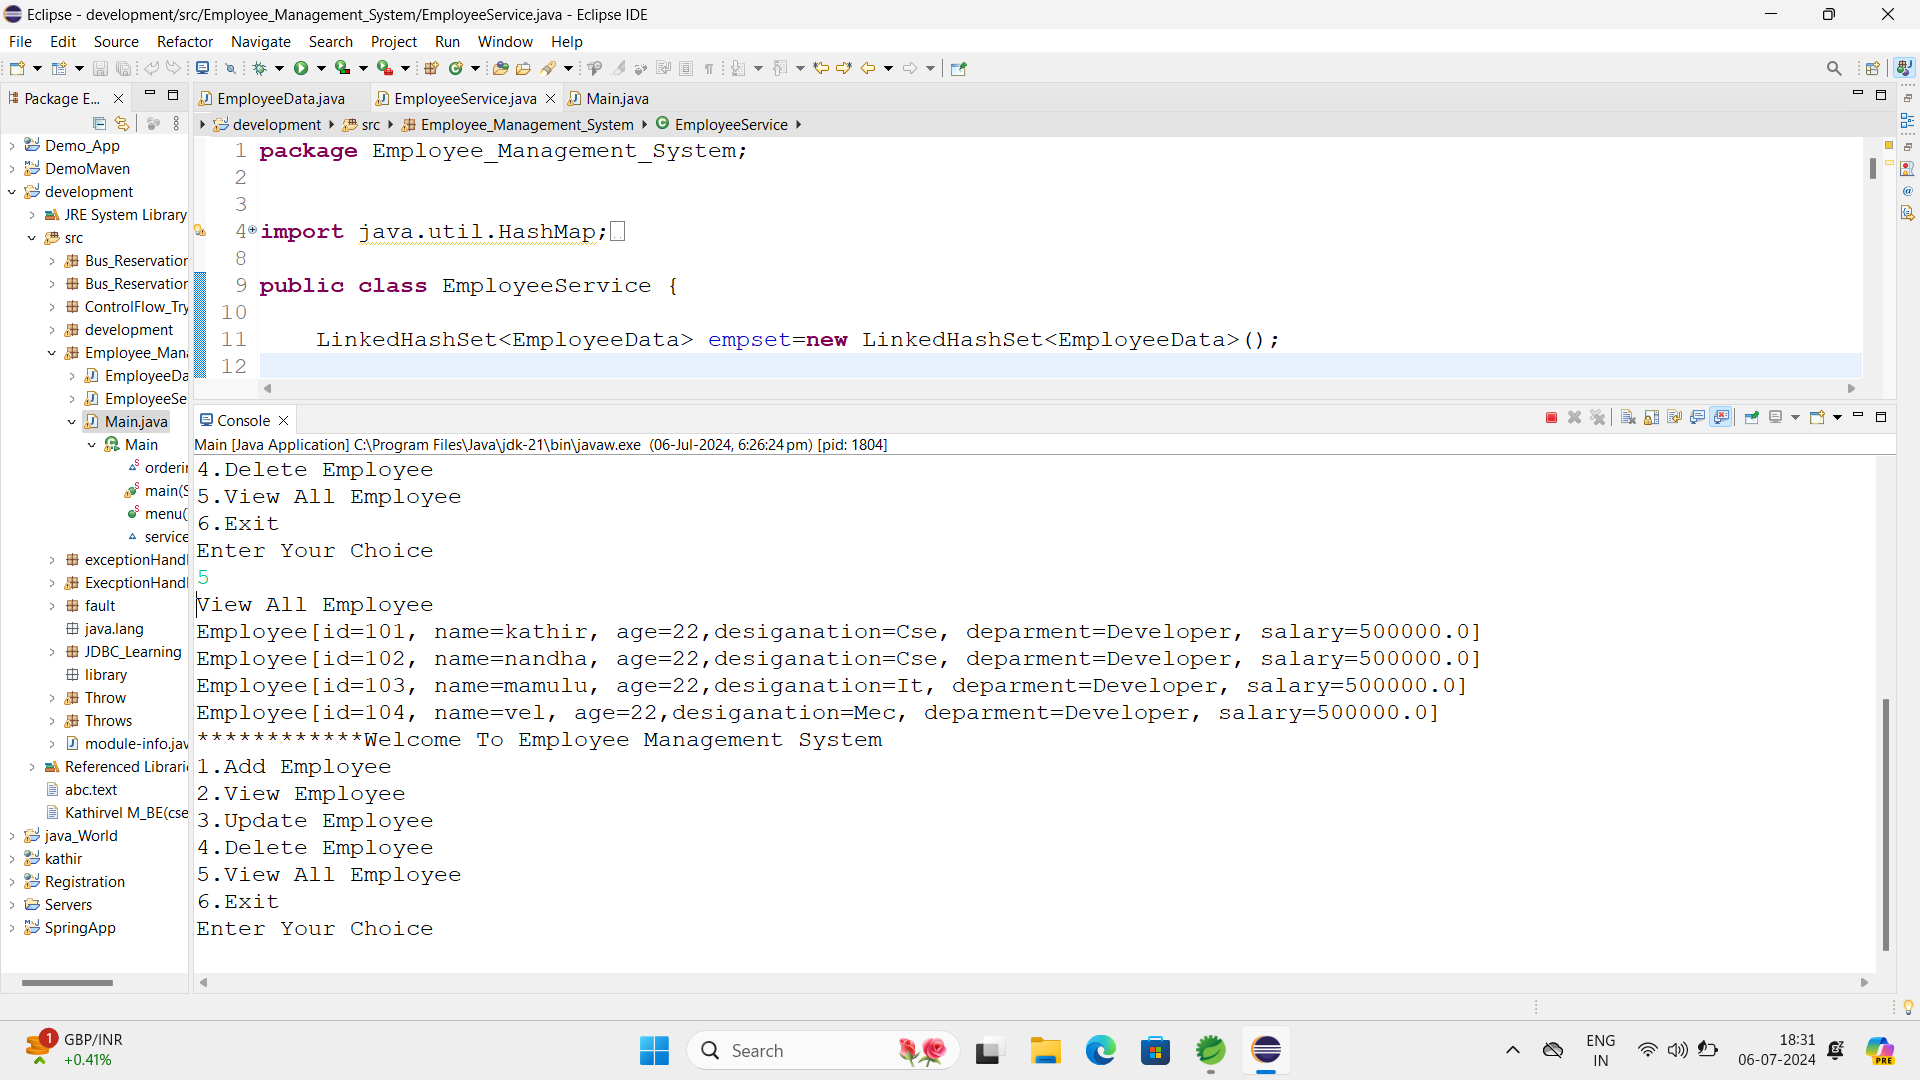 Eclipse - development/src/Employee_Management_System/EmployeeService.java - Eclipse IDE
File Edit Source Refactor Navigate Search Project Run Window Help
Package E...
EmployeeData.java EmployeeService.java Main.java
development src Employee_Management_System EmployeeService
Demo_App
DemoMaven
development
JRE System Library
src
Bus_Reservation
Bus_Reservation
ControlFlow_Try
development
Employee_Mana
EmployeeDa
EmployeeSe
Main.java
Main
orderin
main(S
menu(
service
exceptionHandl
ExecptionHandl
fault
java.lang
JDBC_Learning
library
Throw
Throws
module-info.jav
Referenced Librari
abc.text
Kathirvel M_BE(cse
java_World
kathir
Registration
Servers
SpringApp
1 package Employee_Management_System;
2
3
4 import java.util.HashMap;
8
9 public class EmployeeService {
10
11 LinkedHashSet<EmployeeData> empset=new LinkedHashSet<EmployeeData>();
12
Console
Main [Java Application] C:\Program Files\Java\jdk-21\bin\javaw.exe (06-Jul-2024, 6:26:24 pm) [pid: 1804]
4.Delete Employee
5.View All Employee
6.Exit
Enter Your Choice
5
View All Employee
Employee[id=101, name=kathir, age=22,desiganation=Cse, deparment=Developer, salary=500000.0]
Employee[id=102, name=nandha, age=22,desiganation=Cse, deparment=Developer, salary=500000.0]
Employee[id=103, name=mamulu, age=22,desiganation=It, deparment=Developer, salary=500000.0]
Employee[id=104, name=vel, age=22,desiganation=Mec, deparment=Developer, salary=500000.0]
************Welcome To Employee Management System
1.Add Employee
2.View Employee
3.Update Employee
4.Delete Employee
5.View All Employee
6.Exit
Enter Your Choice
1
GBP/INR
+0.41%
Search
ENG
IN
18:31
06-07-2024
PRE